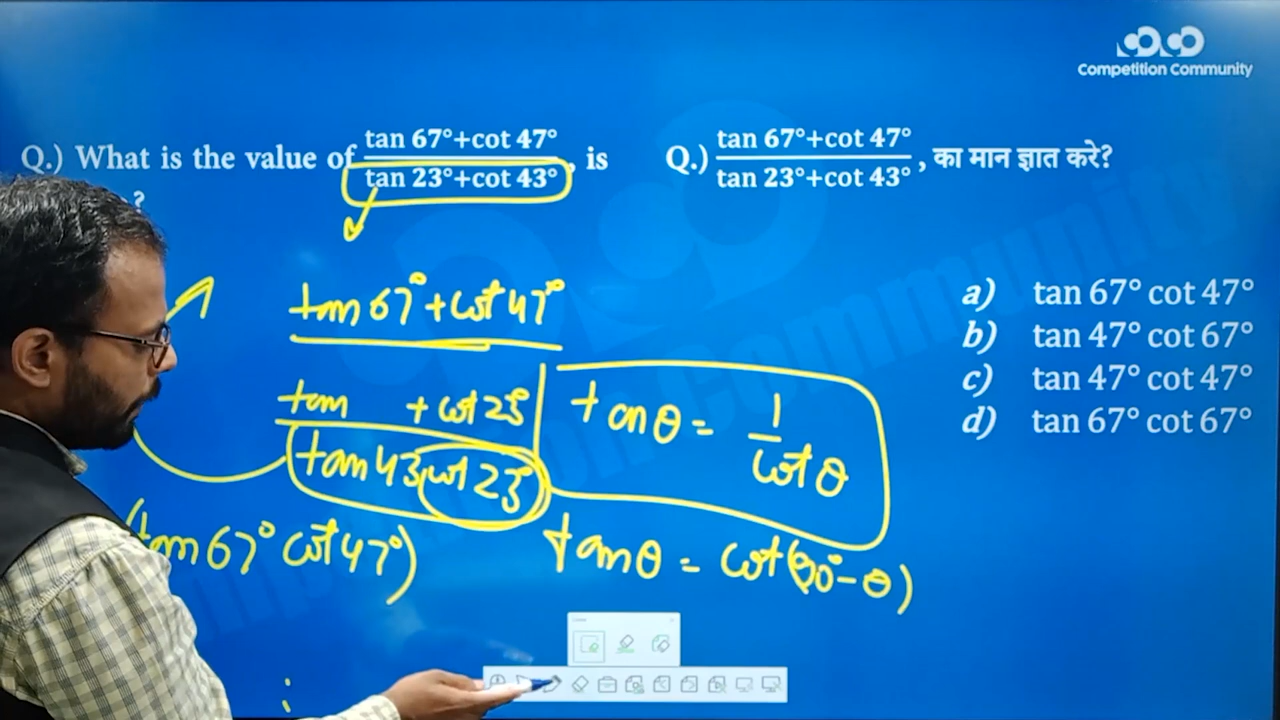 Competition Community
Q.) What is the value of tan 67°+cot 47° / tan 23°+cot 43°, is
?
Q.) tan 67°+cot 47° / tan 23°+cot 43°, का मान ज्ञात करे?
a) tan 67° cot 47°
b) tan 47° cot 67°
c) tan 47° cot 47°
d) tan 67° cot 67°
tan 67° + cot 47°
tan + cot 23°
tan 43 cot 23°
tan 67° cot 47°)
tan θ = 1 / cot θ
tan θ = cot (90° - θ)
Community